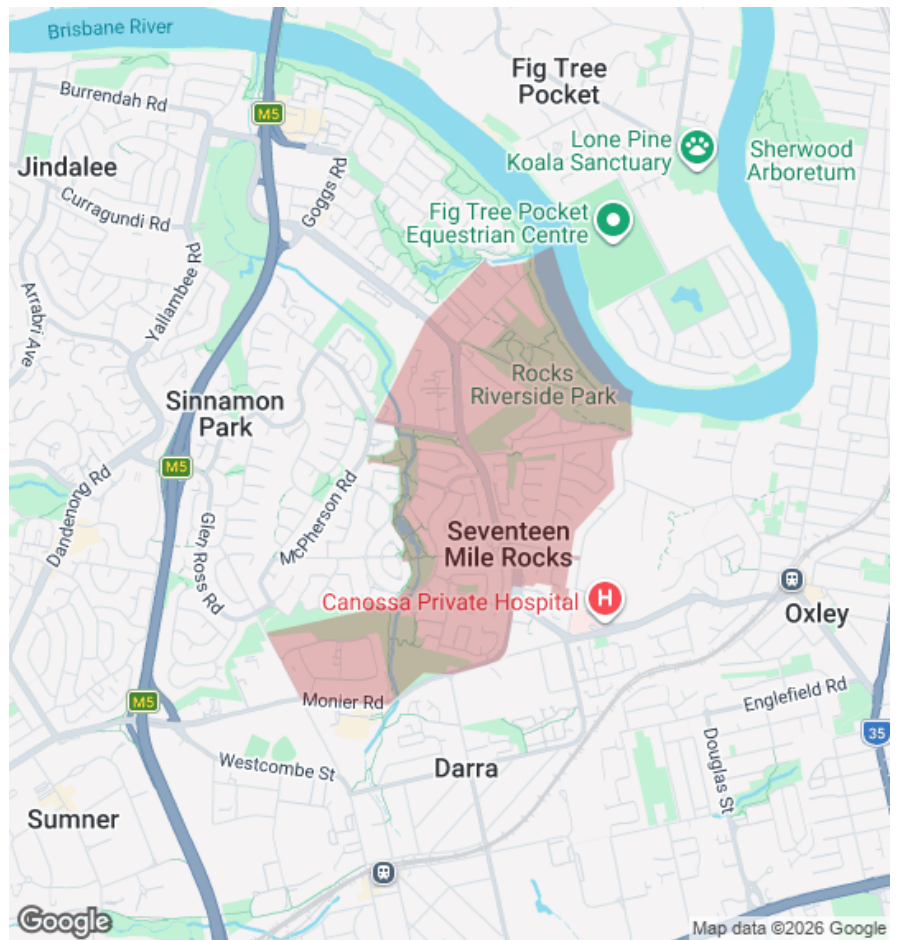 Brisbane River
Fig Tree
Pocket
Burrendah Rd
M5
Lone Pine
Koala Sanctuary
Sherwood
Arboretum
Jindalee
Goggs Rd
Curragundi Rd
Fig Tree Pocket
Equestrian Centre
Yallambee Rd
Arrabri Ave
Rocks
Riverside Park
Sinnamon
Park
M5
Dandenong Rd
McPherson Rd
Glen Ross Rd
Seventeen
Mile Rocks
Canossa Private Hospital
H
Oxley
Monier Rd
M5
Englefield Rd
35
Westcombe St
Darra
Douglas St
Sumner
Google
Map data ©2026 Google